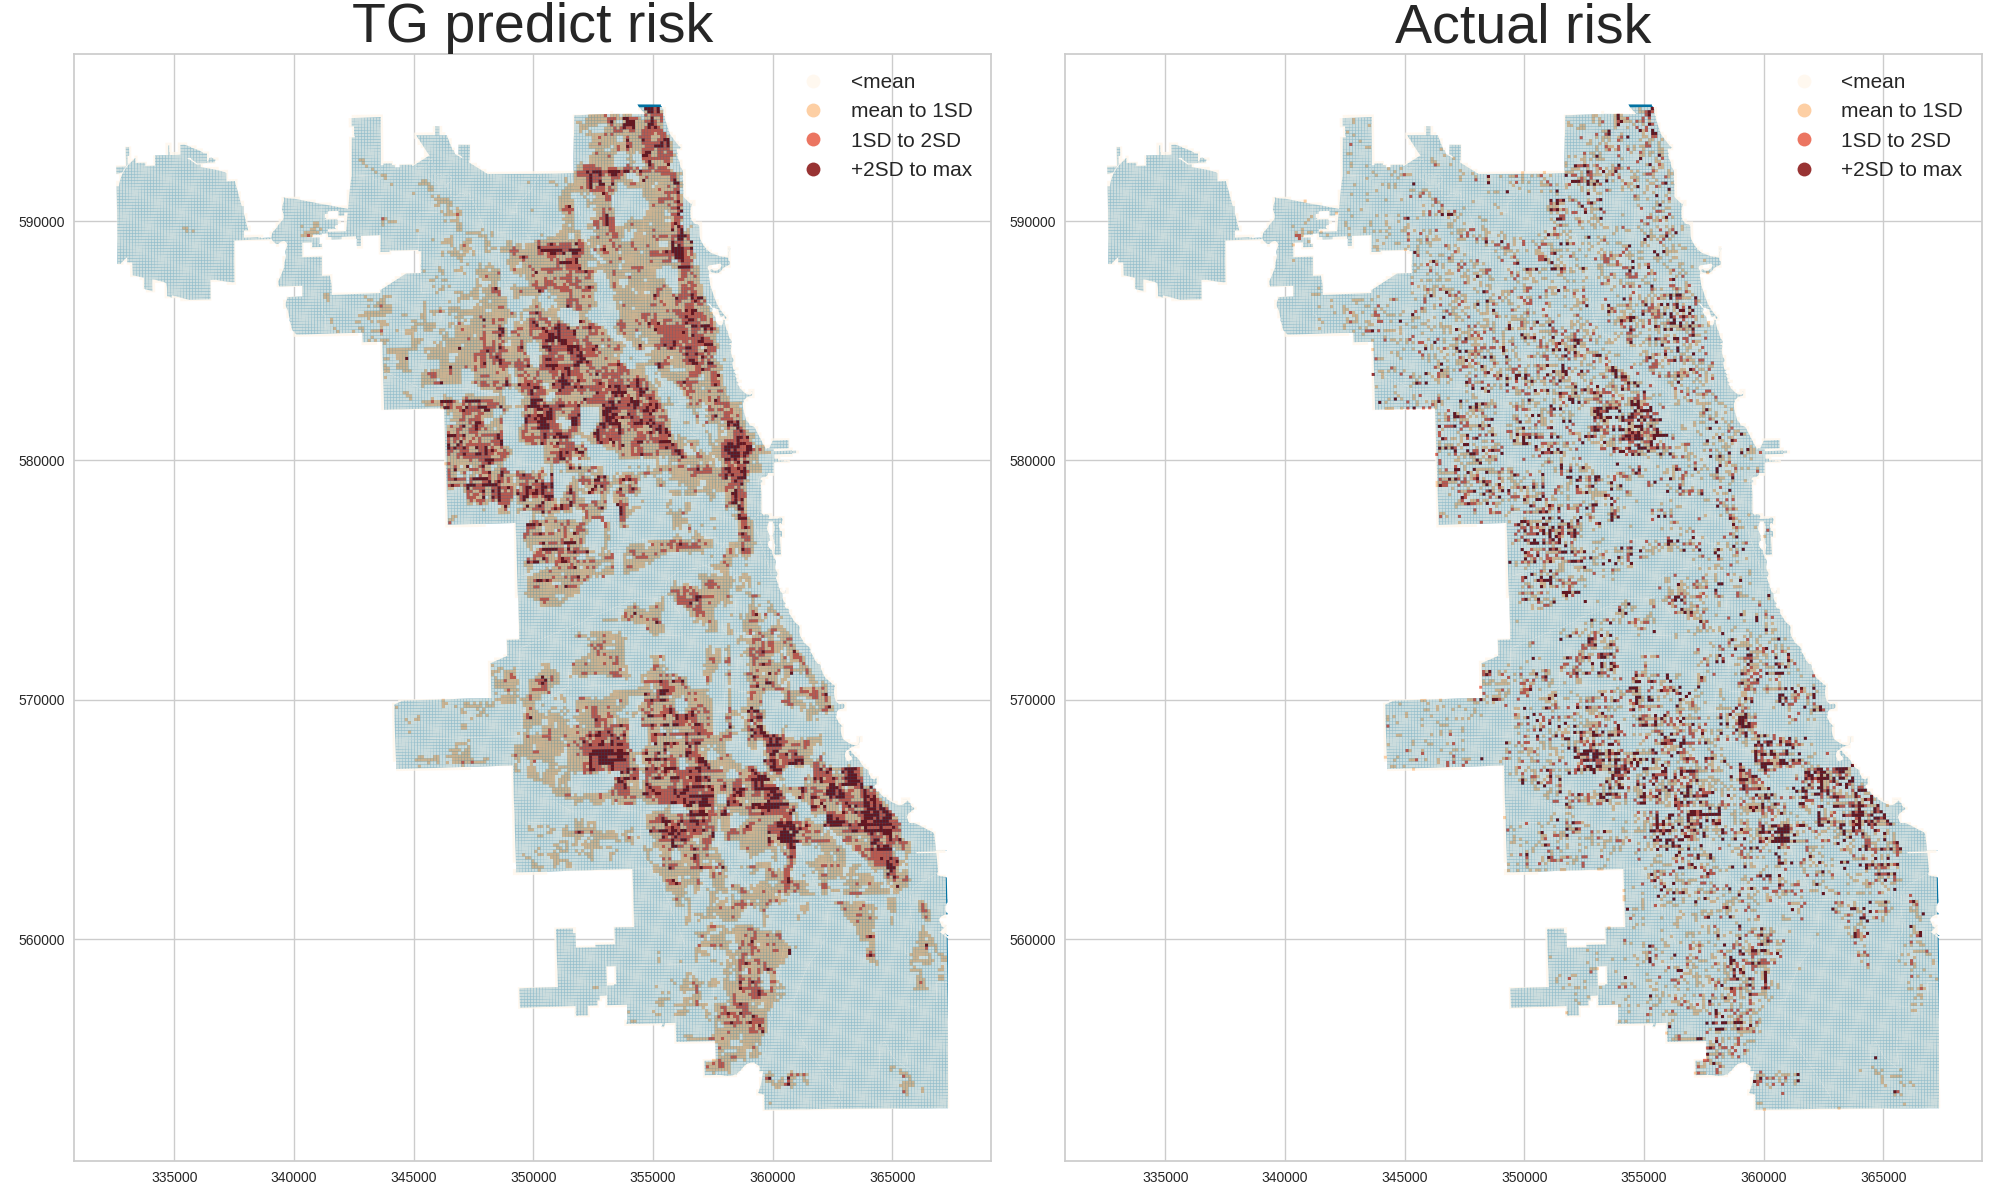 TG predict risk
<mean
mean to 1SD
1SD to 2SD
+2SD to max
590000
580000
570000
560000
335000 340000 345000 350000 355000 360000 365000
Actual risk
<mean
mean to 1SD
1SD to 2SD
+2SD to max
590000
580000
570000
560000
335000 340000 345000 350000 355000 360000 365000